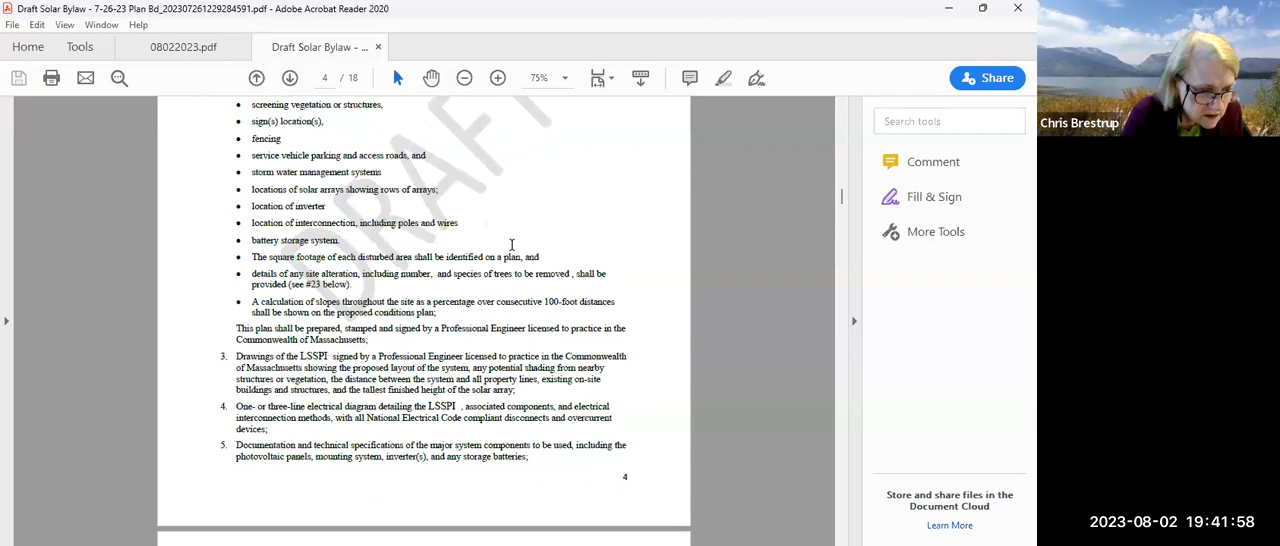 Draft Solar Bylaw - 7-26-23 Plan Bd_202307261229284591.pdf - Adobe Acrobat Reader 2020
File Edit View Window Help
Home Tools 08022023.pdf Draft Solar Bylaw - ... ×
4 / 18 75% Share
DRAFT
• screening vegetation or structures,
• sign(s) location(s),
• fencing
• service vehicle parking and access roads, and
• storm water management systems
• locations of solar arrays showing rows of arrays;
• location of inverter
• location of interconnection, including poles and wires
• battery storage system.
• The square footage of each disturbed area shall be identified on a plan, and
• details of any site alteration, including number, and species of trees to be removed , shall be
provided (see #23 below).
• A calculation of slopes throughout the site as a percentage over consecutive 100-foot distances
shall be shown on the proposed conditions plan;
This plan shall be prepared, stamped and signed by a Professional Engineer licensed to practice in the
Commonwealth of Massachusetts;
3. Drawings of the LSSPI signed by a Professional Engineer licensed to practice in the Commonwealth
of Massachusetts showing the proposed layout of the system, any potential shading from nearby
structures or vegetation, the distance between the system and all property lines, existing on-site
buildings and structures, and the tallest finished height of the solar array;
4. One- or three-line electrical diagram detailing the LSSPI , associated components, and electrical
interconnection methods, with all National Electrical Code compliant disconnects and overcurrent
devices;
5. Documentation and technical specifications of the major system components to be used, including the
photovoltaic panels, mounting system, inverter(s), and any storage batteries;
4
Search tools
Comment
Fill & Sign
More Tools
Store and share files in the
Document Cloud
Learn More
Chris Brestrup
2023-08-02 19:41:58